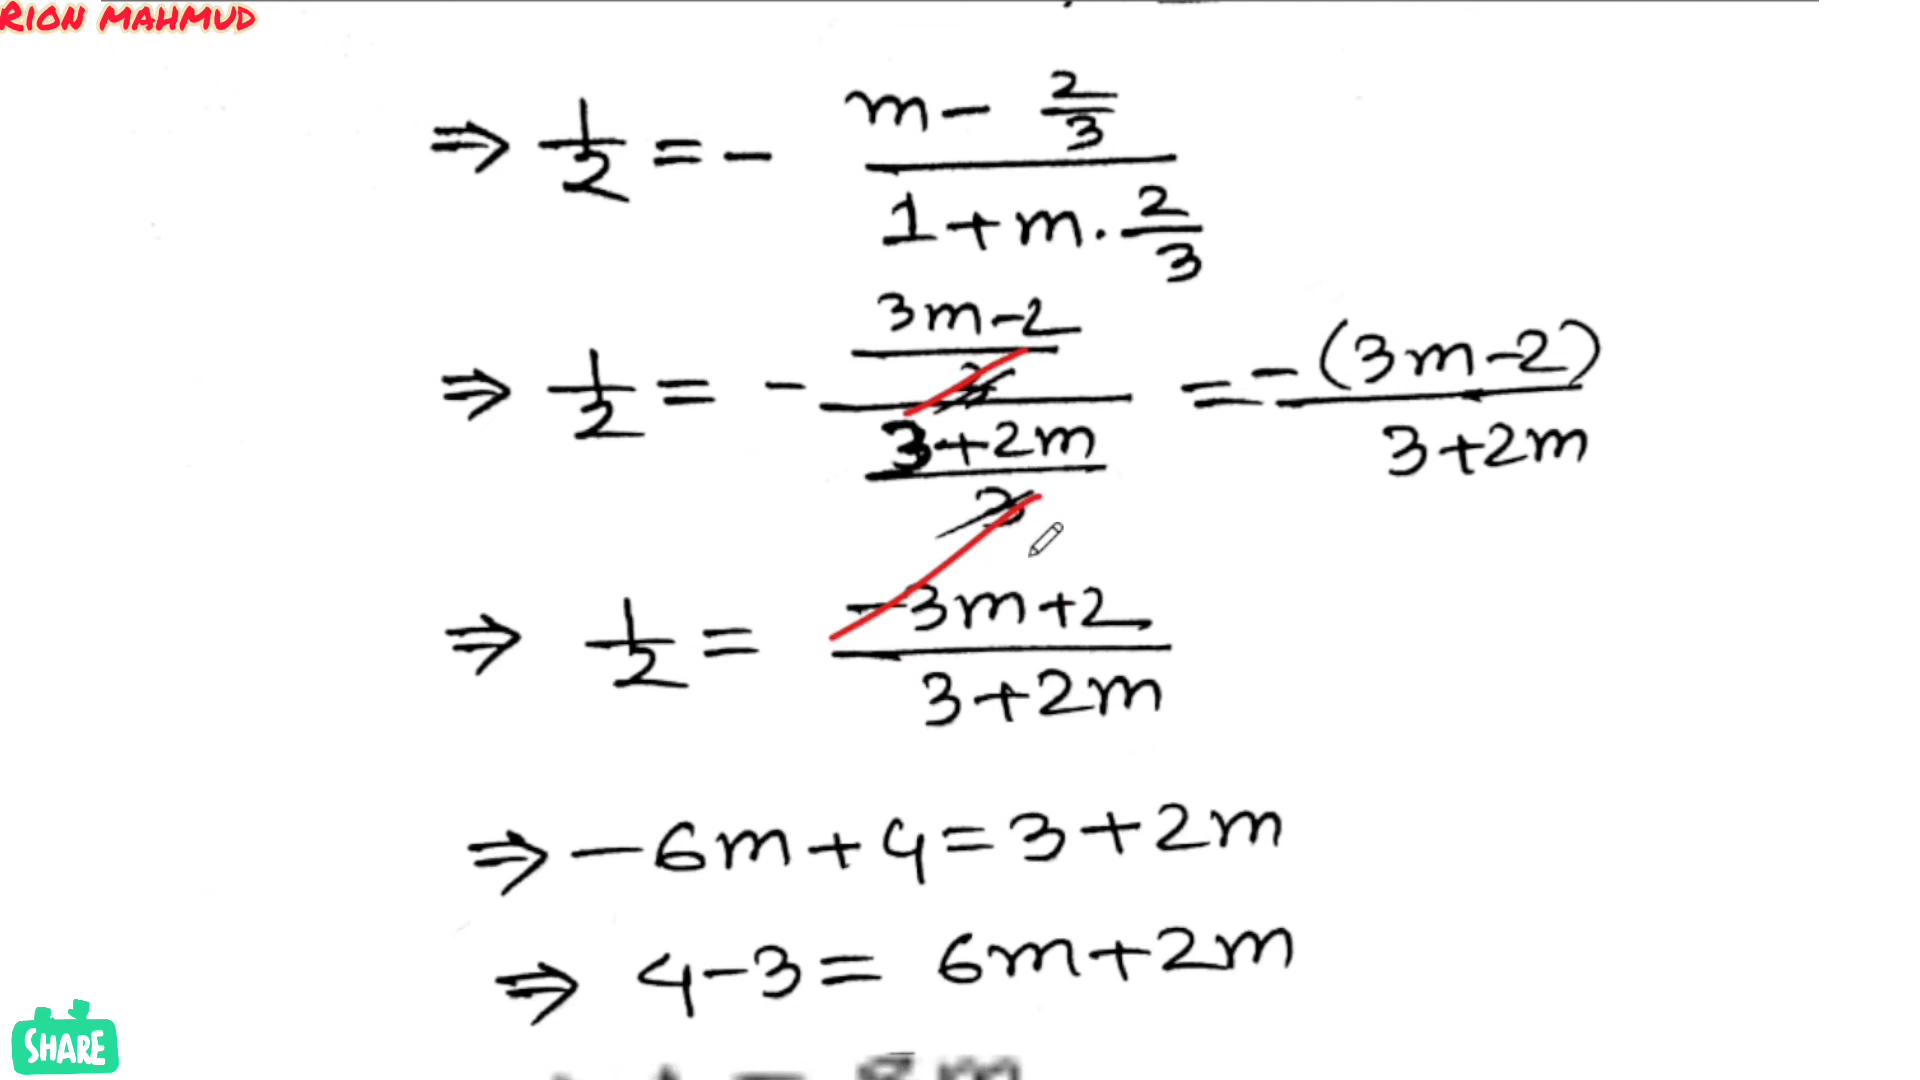 RION MAHMUD
⇒ 1/2 = - (m - 2/3)/(1 + m · 2/3)
⇒ 1/2 = - ((3m-2)/3)/((3+2m)/3) = -(3m-2)/(3+2m)
⇒ 1/2 = (-3m+2)/(3+2m)
⇒ -6m+4=3+2m
⇒ 4-3= 6m+2m
SHARE